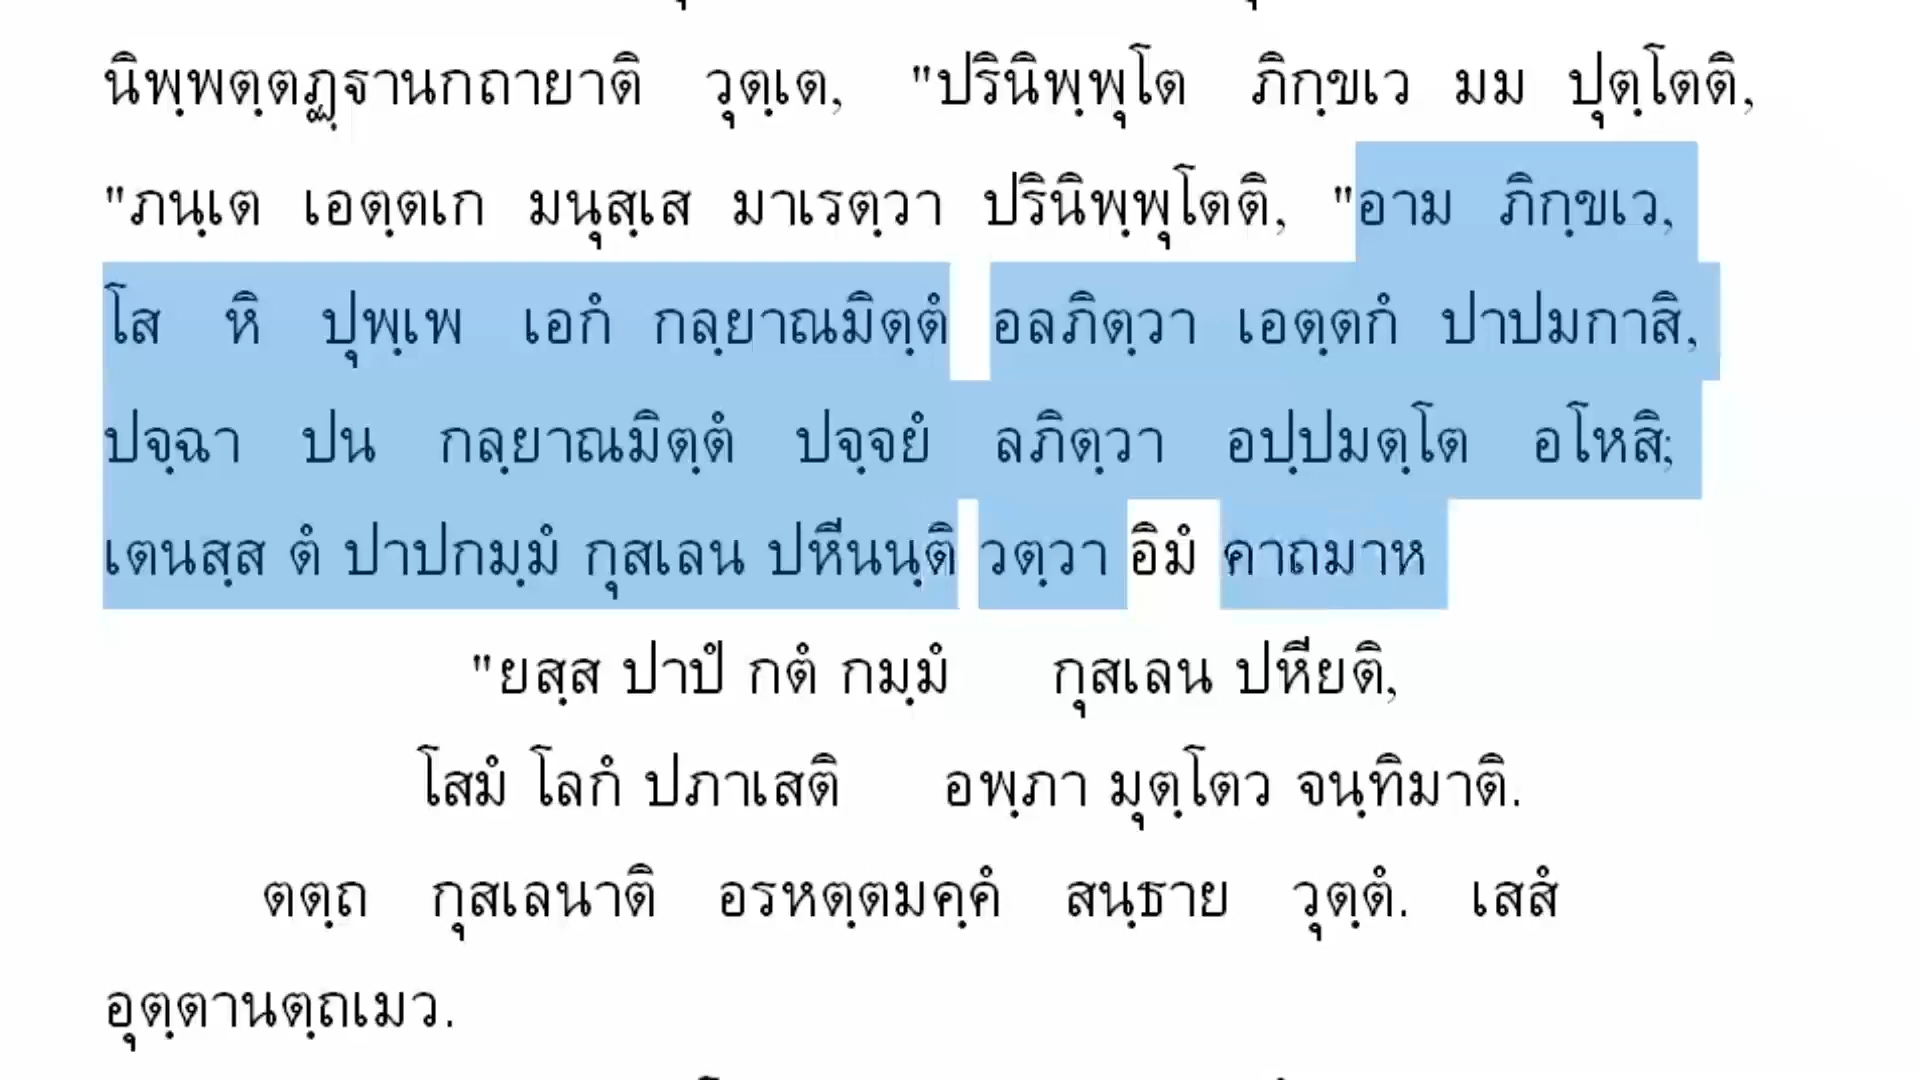 นิพฺพตฺตฏฺฐานกถายาติ วุตฺเต, "ปรินิพฺพุโต ภิกฺขเว มม ปุตฺโตติ,
"ภนฺเต เอตฺตเก มนุสฺเส มาเรตฺวา ปรินิพฺพุโตติ, "อาม ภิกฺขเว,
โส หิ ปุพฺเพ เอกํ กลฺยาณมิตฺตํ อลภิตฺวา เอตฺตกํ ปาปมกาสิ,
ปจฺฉา ปน กลฺยาณมิตฺตํ ปจฺจยํ ลภิตฺวา อปฺปมตฺโต อโหสิ;
เตนสฺส ตํ ปาปกมฺมํ กุสเลน ปหีนนฺติ วตฺวา อิมํ คาถมาห
"ยสฺส ปาปํ กตํ กมฺมํ กุสเลน ปหียติ,
โสมํ โลกํ ปภาเสติ อพฺภา มุตฺโตว จนฺทิมาติ.
ตตฺถ กุสเลนาติ อรหตฺตมคฺคํ สนฺธาย วุตฺตํ. เสสํ
อุตฺตานตฺถเมว.